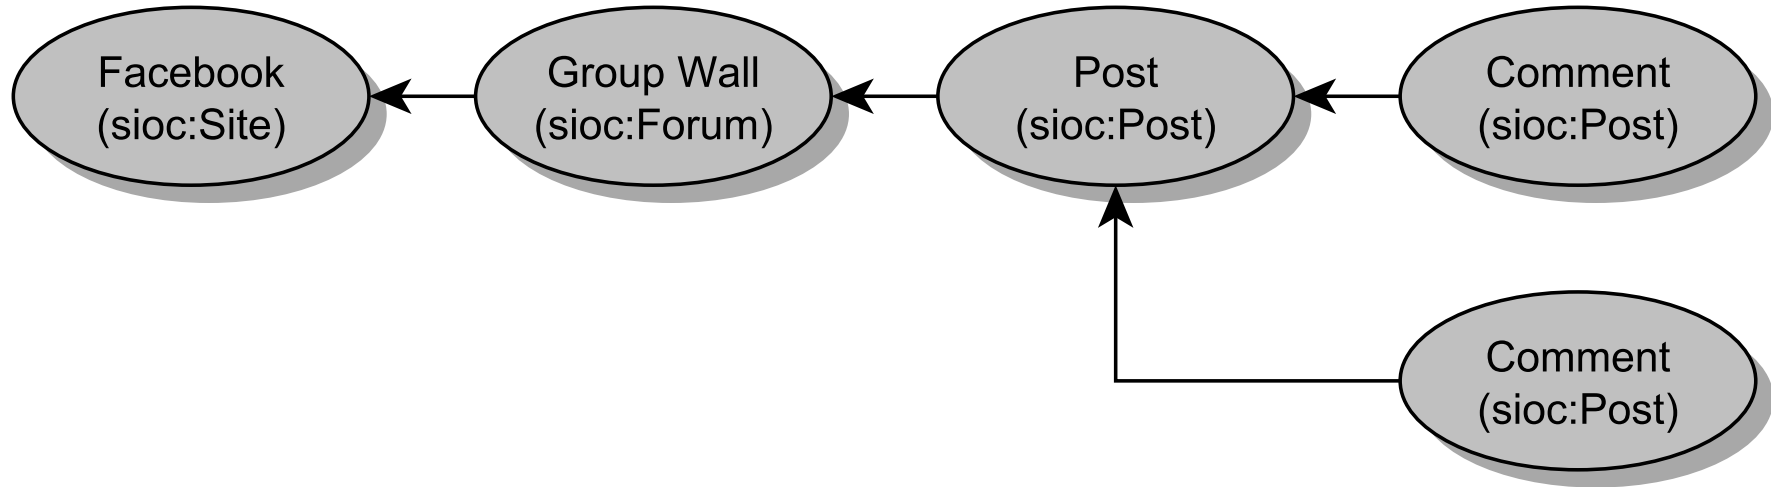 Facebook
(sioc:Site)
Group Wall
(sioc:Forum)
Post
(sioc:Post)
Comment
(sioc:Post)
Comment
(sioc:Post)